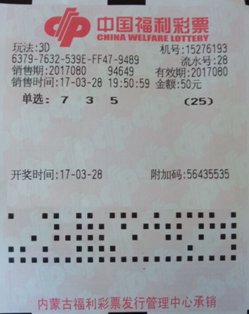 中国福利彩票
CHINA WELFARE LOTTERY
玩法:3D 机号:15276193
6379-7632-539E-FF47-9489 流水号:28
销售期:2017080 94649 有效期:2017080
销售时间:17-03-28 19:50:59 金额:50元
单选: 7 3 5 (25)
开奖时间:17-03-28 附加码:56435535
内蒙古福利彩票发行管理中心承销